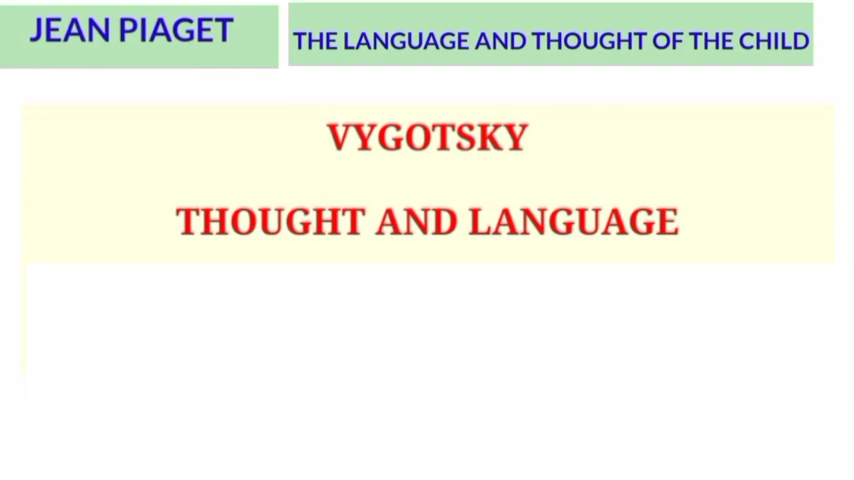 JEAN PIAGET
THE LANGUAGE AND THOUGHT OF THE CHILD
VYGOTSKY
THOUGHT AND LANGUAGE